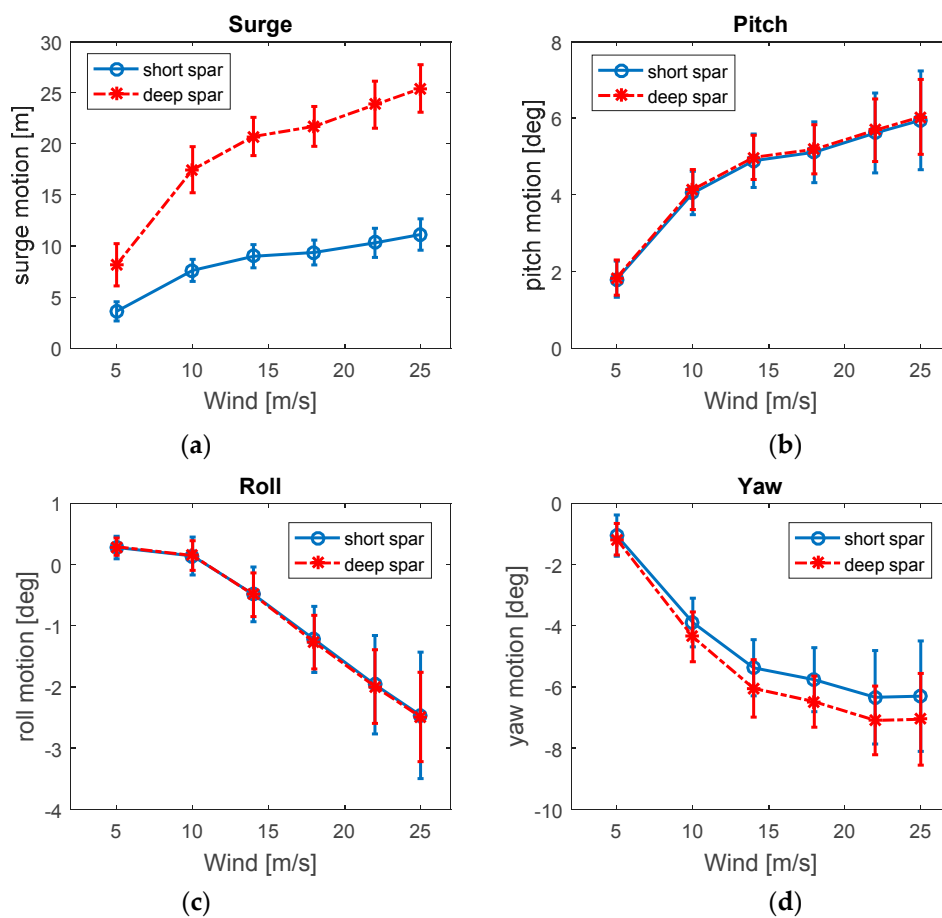 Surge
surge motion [m]
30
25
20
15
10
5
0
short spar
deep spar
5 10 15 20 25
Wind [m/s]
(a)
Pitch
pitch motion [deg]
8
6
4
2
0
short spar
deep spar
5 10 15 20 25
Wind [m/s]
(b)
Roll
roll motion [deg]
1
0
-1
-2
-3
-4
short spar
deep spar
5 10 15 20 25
Wind [m/s]
(c)
Yaw
yaw motion [deg]
0
-2
-4
-6
-8
-10
short spar
deep spar
5 10 15 20 25
Wind [m/s]
(d)